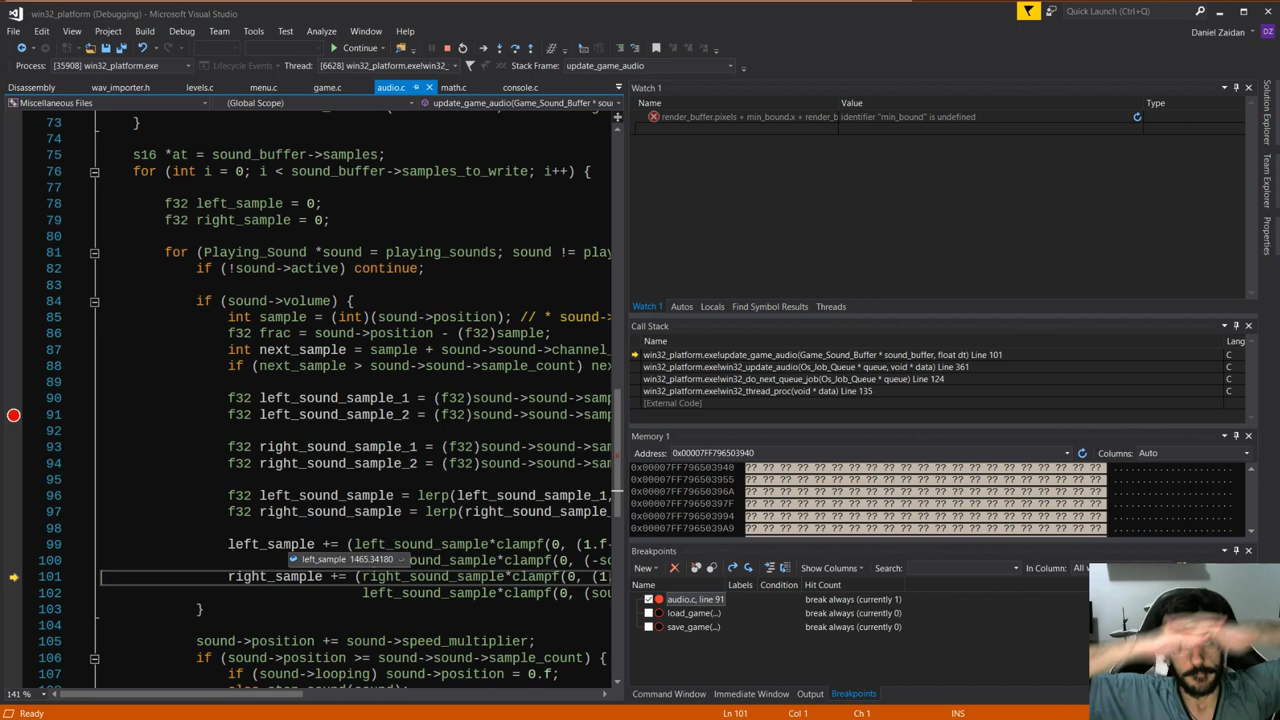 win32_platform (Debugging) - Microsoft Visual Studio
Quick Launch (Ctrl+Q)
File Edit View Project Build Debug Team Tools Test Analyze Window Help
Daniel Zaidan
DZ
Continue
Process: [35908] win32_platform.exe Lifecycle Events Thread: [6628] win32_platform.exe!win32_ Stack Frame: update_game_audio
Disassembly wav_importer.h levels.c menu.c game.c audio.c math.c console.c
Miscellaneous Files (Global Scope) update_game_audio(Game_Sound_Buffer * sou
73 }
74
75 s16 *at = sound_buffer->samples;
76 for (int i = 0; i < sound_buffer->samples_to_write; i++) {
77
78 f32 left_sample = 0;
79 f32 right_sample = 0;
80
81 for (Playing_Sound *sound = playing_sounds; sound != play
82 if (!sound->active) continue;
83
84 if (sound->volume) {
85 int sample = (int)(sound->position); // * sound->
86 f32 frac = sound->position - (f32)sample;
87 int next_sample = sample + sound->sound->channel_
88 if (next_sample > sound->sound->sample_count) nex
89
90 f32 left_sound_sample_1 = (f32)sound->sound->sam
91 f32 left_sound_sample_2 = (f32)sound->sound->sam
92
93 f32 right_sound_sample_1 = (f32)sound->sound->sam
94 f32 right_sound_sample_2 = (f32)sound->sound->sam
95
96 f32 left_sound_sample = lerp(left_sound_sample_1,
97 f32 right_sound_sample = lerp(right_sound_sample_
98
99 left_sample += (left_sound_sample*clampf(0, (1.f-
left_sample 1465.34180
100 clampf(0, (-so
101 right_sample += (right_sound_sample*clampf(0, (1.
102 left_sound_sample*clampf(0, (sou
103 }
104
105 sound->position += sound->speed_multiplier;
106 if (sound->position >= sound->sound->sample_count) {
107 if (sound->looping) sound->position = 0.f;
141 %
Watch 1
Name Value Type
render_buffer.pixels + min_bound.x + render_b identifier "min_bound" is undefined
Watch 1 Autos Locals Find Symbol Results Threads
Call Stack
Name Lang
win32_platform.exe!update_game_audio(Game_Sound_Buffer * sound_buffer, float dt) Line 101 C
win32_platform.exe!win32_update_audio(Os_Job_Queue * queue, void * data) Line 361 C
win32_platform.exe!win32_do_next_queue_job(Os_Job_Queue * queue) Line 124 C
win32_platform.exe!win32_thread_proc(void * data) Line 135 C
[External Code]
Memory 1
Address: 0x00007FF796503940 Columns: Auto
0x00007FF796503940 ?? ?? ?? ?? ?? ?? ?? ?? ?? ?? ?? ?? ?? ?? ?? ?? ?? ?? ?? ?? ?? .....................
0x00007FF796503955 ?? ?? ?? ?? ?? ?? ?? ?? ?? ?? ?? ?? ?? ?? ?? ?? ?? ?? ?? ?? ?? .....................
0x00007FF79650396A ?? ?? ?? ?? ?? ?? ?? ?? ?? ?? ?? ?? ?? ?? ?? ?? ?? ?? ?? ?? ?? .....................
0x00007FF79650397F ?? ?? ?? ?? ?? ?? ?? ?? ?? ?? ?? ?? ?? ?? ?? ?? ?? ?? ?? ?? ?? .....................
0x00007FF796503994 ?? ?? ?? ?? ?? ?? ?? ?? ?? ?? ?? ?? ?? ?? ?? ?? ?? ?? ?? ?? ?? .....................
0x00007FF7965039A9 ?? ?? ?? ?? ?? ?? ?? ?? ?? ?? ?? ?? ?? ?? ?? ?? ?? ?? ?? ?? ?? .....................
Breakpoints
New Show Columns Search: In Column: All v
Name Labels Condition Hit Count
audio.c, line 91 break always (currently 1)
load_game(...) break always (currently 0)
save_game(...) break always (currently 0)
Command Window Immediate Window Output Breakpoints
Solution Explorer
Team Explorer
Properties
Ready Ln 101 Col 1 Ch 1 INS